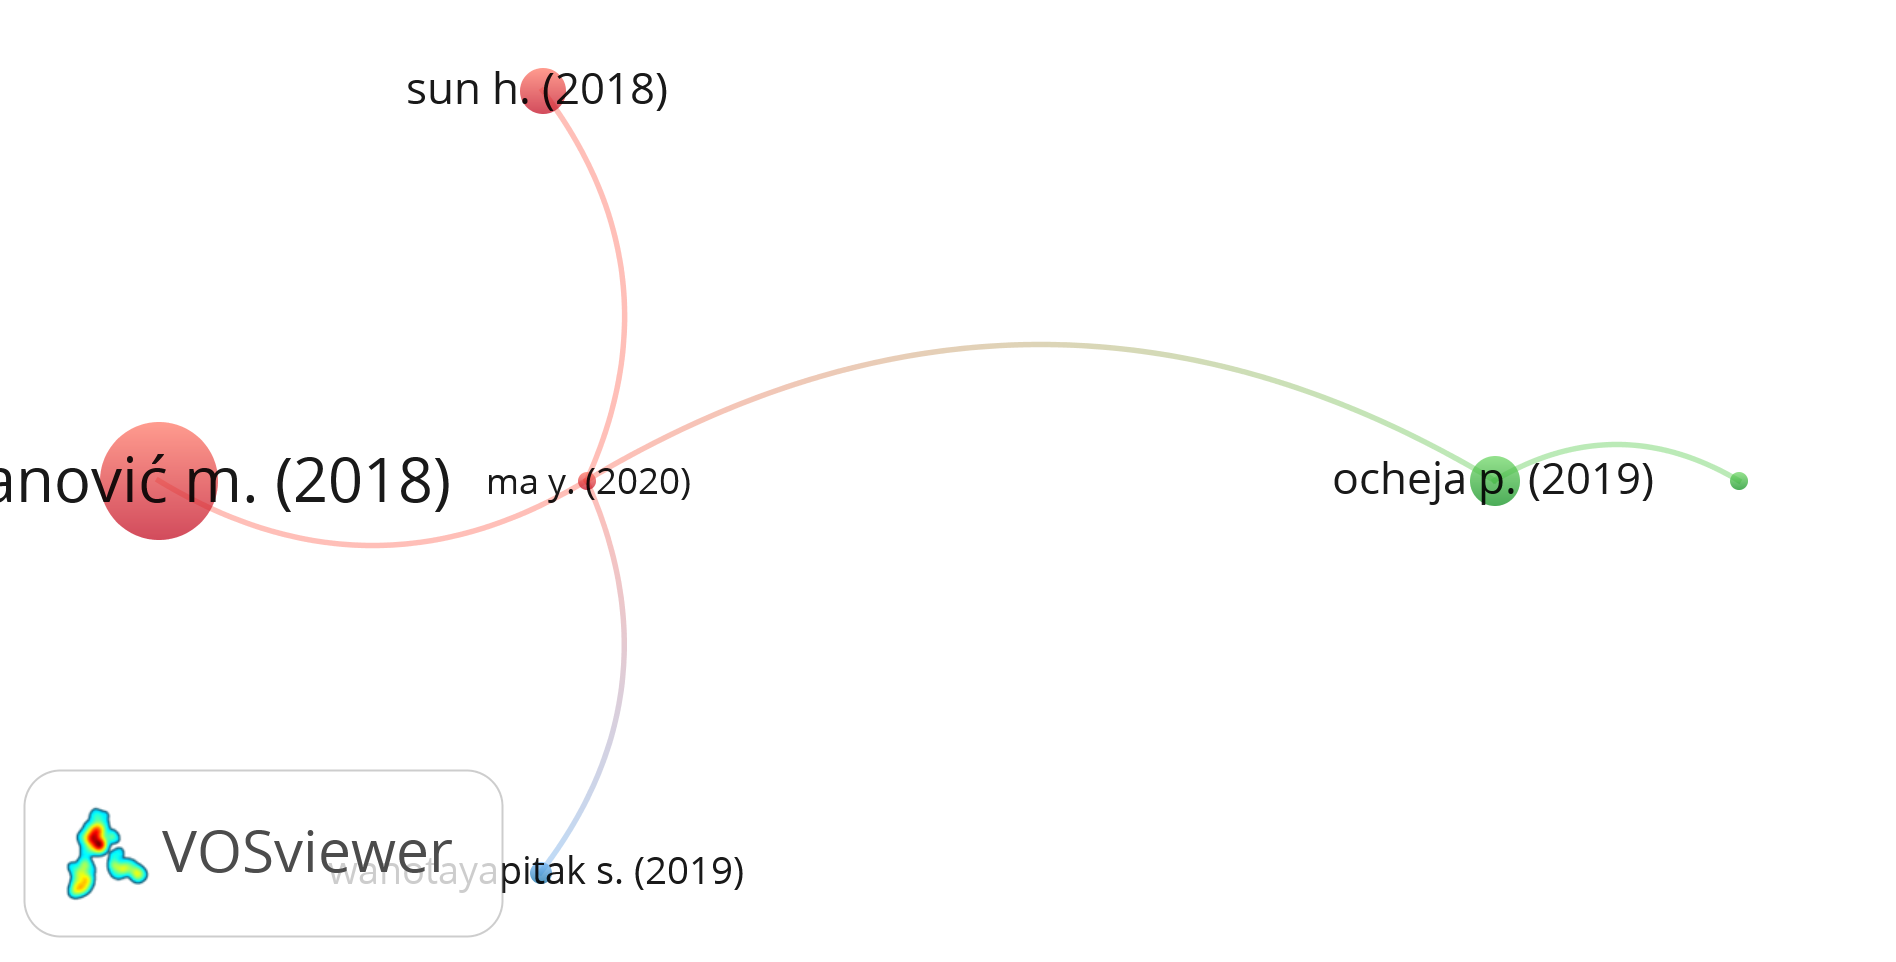 sun h. (2018)
anović m. (2018)
ma y. (2020)
ocheja p. (2019)
VOSviewer
wanotayapitak s. (2019)